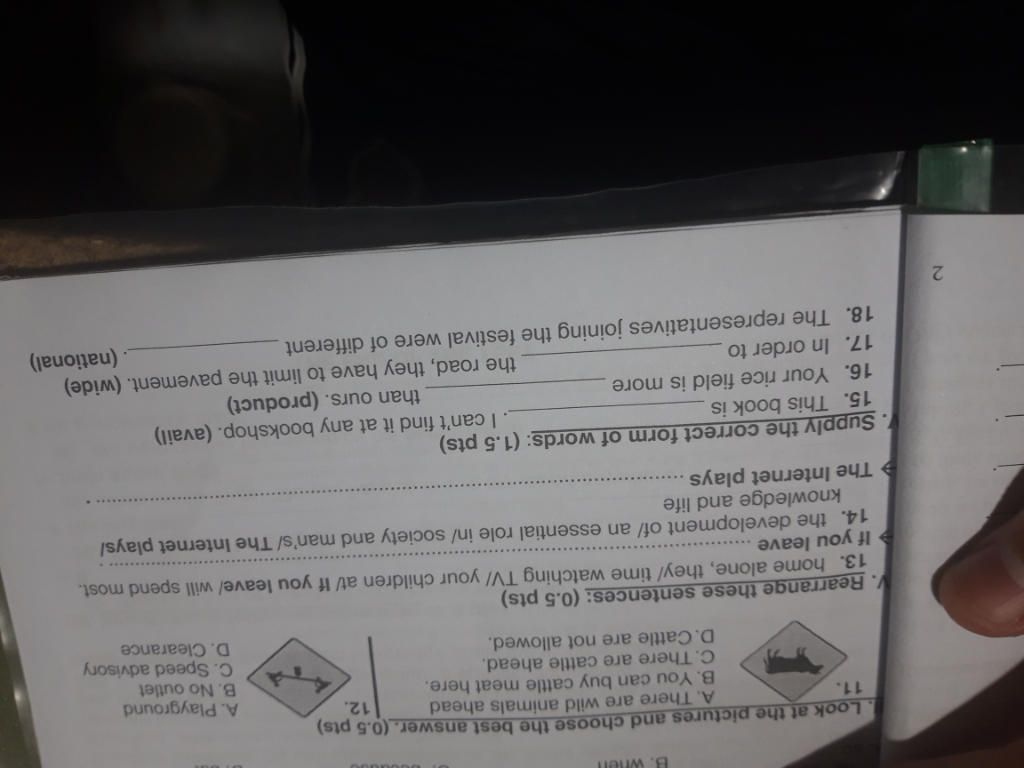 B. when
II. Look at the pictures and choose the best answer. (0.5 pts)
11.
A. There are wild animals ahead
B. You can buy cattle meat here.
C. There are cattle ahead.
D. Cattle are not allowed.
12.
A. Playground
B. No outlet
C. Speed advisory
D. Clearance
V. Rearrange these sentences: (0.5 pts)
13. home alone, they/ time watching TV/ your children at/ If you leave/ will spend most.
→ If you leave ................................
14. the development of/ an essential role in/ society and man's/ The Internet plays/
knowledge and life
→ The Internet plays ................................
V. Supply the correct form of words: (1.5 pts)
15. This book is ____________. I can't find it at any bookshop. (avail)
16. Your rice field is more ____________ than ours. (product)
17. In order to ____________ the road, they have to limit the pavement. (wide)
18. The representatives joining the festival were of different ____________. (national)
2